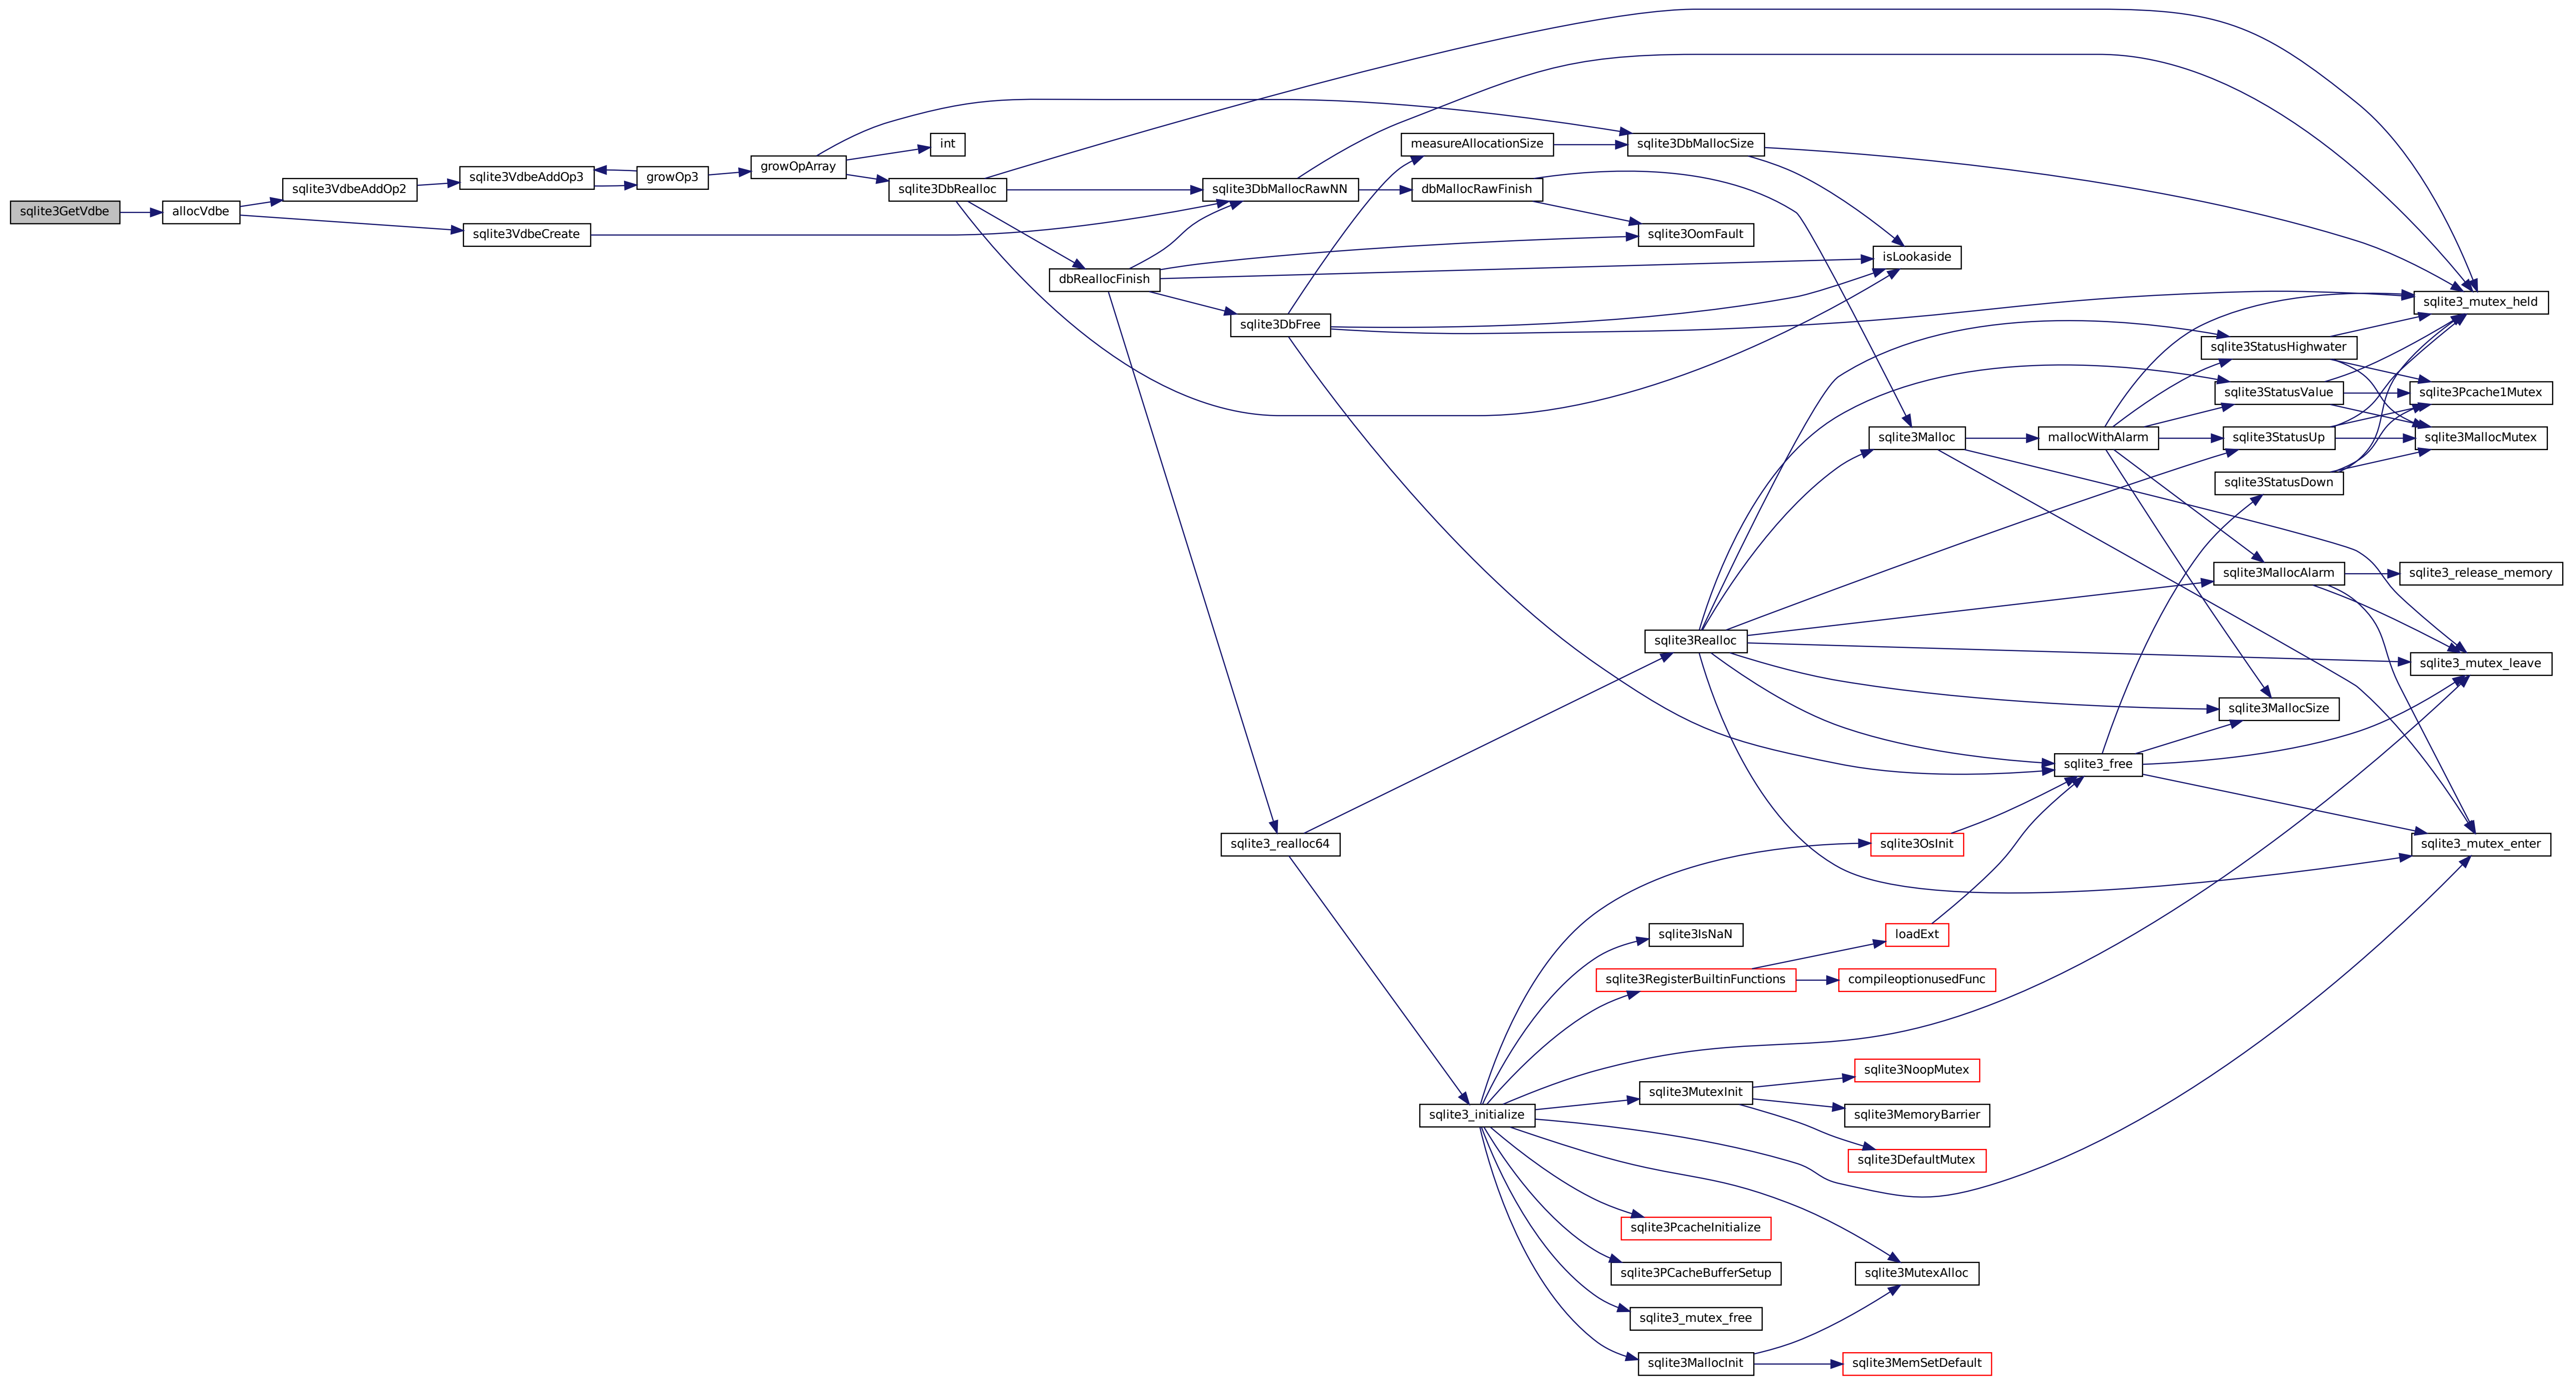 sqlite3GetVdbe
allocVdbe
sqlite3VdbeAddOp2
sqlite3VdbeCreate
sqlite3VdbeAddOp3
growOp3
growOpArray
int
sqlite3DbRealloc
dbReallocFinish
sqlite3DbMallocRawNN
sqlite3DbFree
sqlite3_realloc64
measureAllocationSize
dbMallocRawFinish
sqlite3_initialize
sqlite3DbMallocSize
sqlite3OomFault
sqlite3Realloc
sqlite3IsNaN
sqlite3RegisterBuiltinFunctions
sqlite3MutexInit
sqlite3PcacheInitialize
sqlite3PCacheBufferSetup
sqlite3_mutex_free
sqlite3MallocInit
isLookaside
sqlite3Malloc
sqlite3OsInit
loadExt
compileoptionusedFunc
sqlite3NoopMutex
sqlite3MemoryBarrier
sqlite3DefaultMutex
sqlite3MutexAlloc
sqlite3MemSetDefault
mallocWithAlarm
sqlite3_free
sqlite3StatusHighwater
sqlite3StatusValue
sqlite3StatusUp
sqlite3StatusDown
sqlite3MallocAlarm
sqlite3MallocSize
sqlite3_mutex_held
sqlite3Pcache1Mutex
sqlite3MallocMutex
sqlite3_release_memory
sqlite3_mutex_leave
sqlite3_mutex_enter